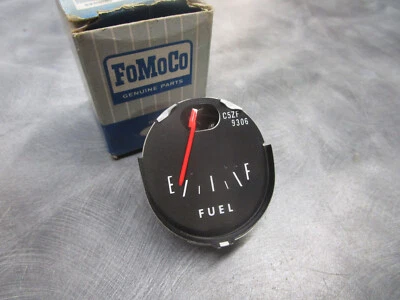 FoMoCo
GENUINE PARTS
C5ZF
9306
E F
FUEL